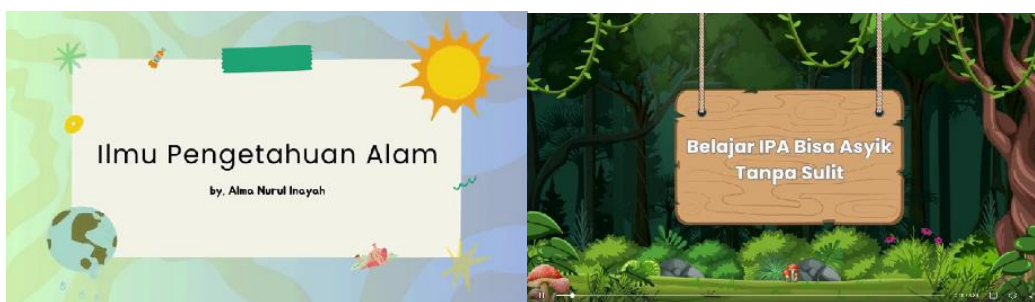 Ilmu Pengetahuan Alam
by. Alma Nurul Inayah
Belajar IPA Bisa Asyik
Tanpa Sulit